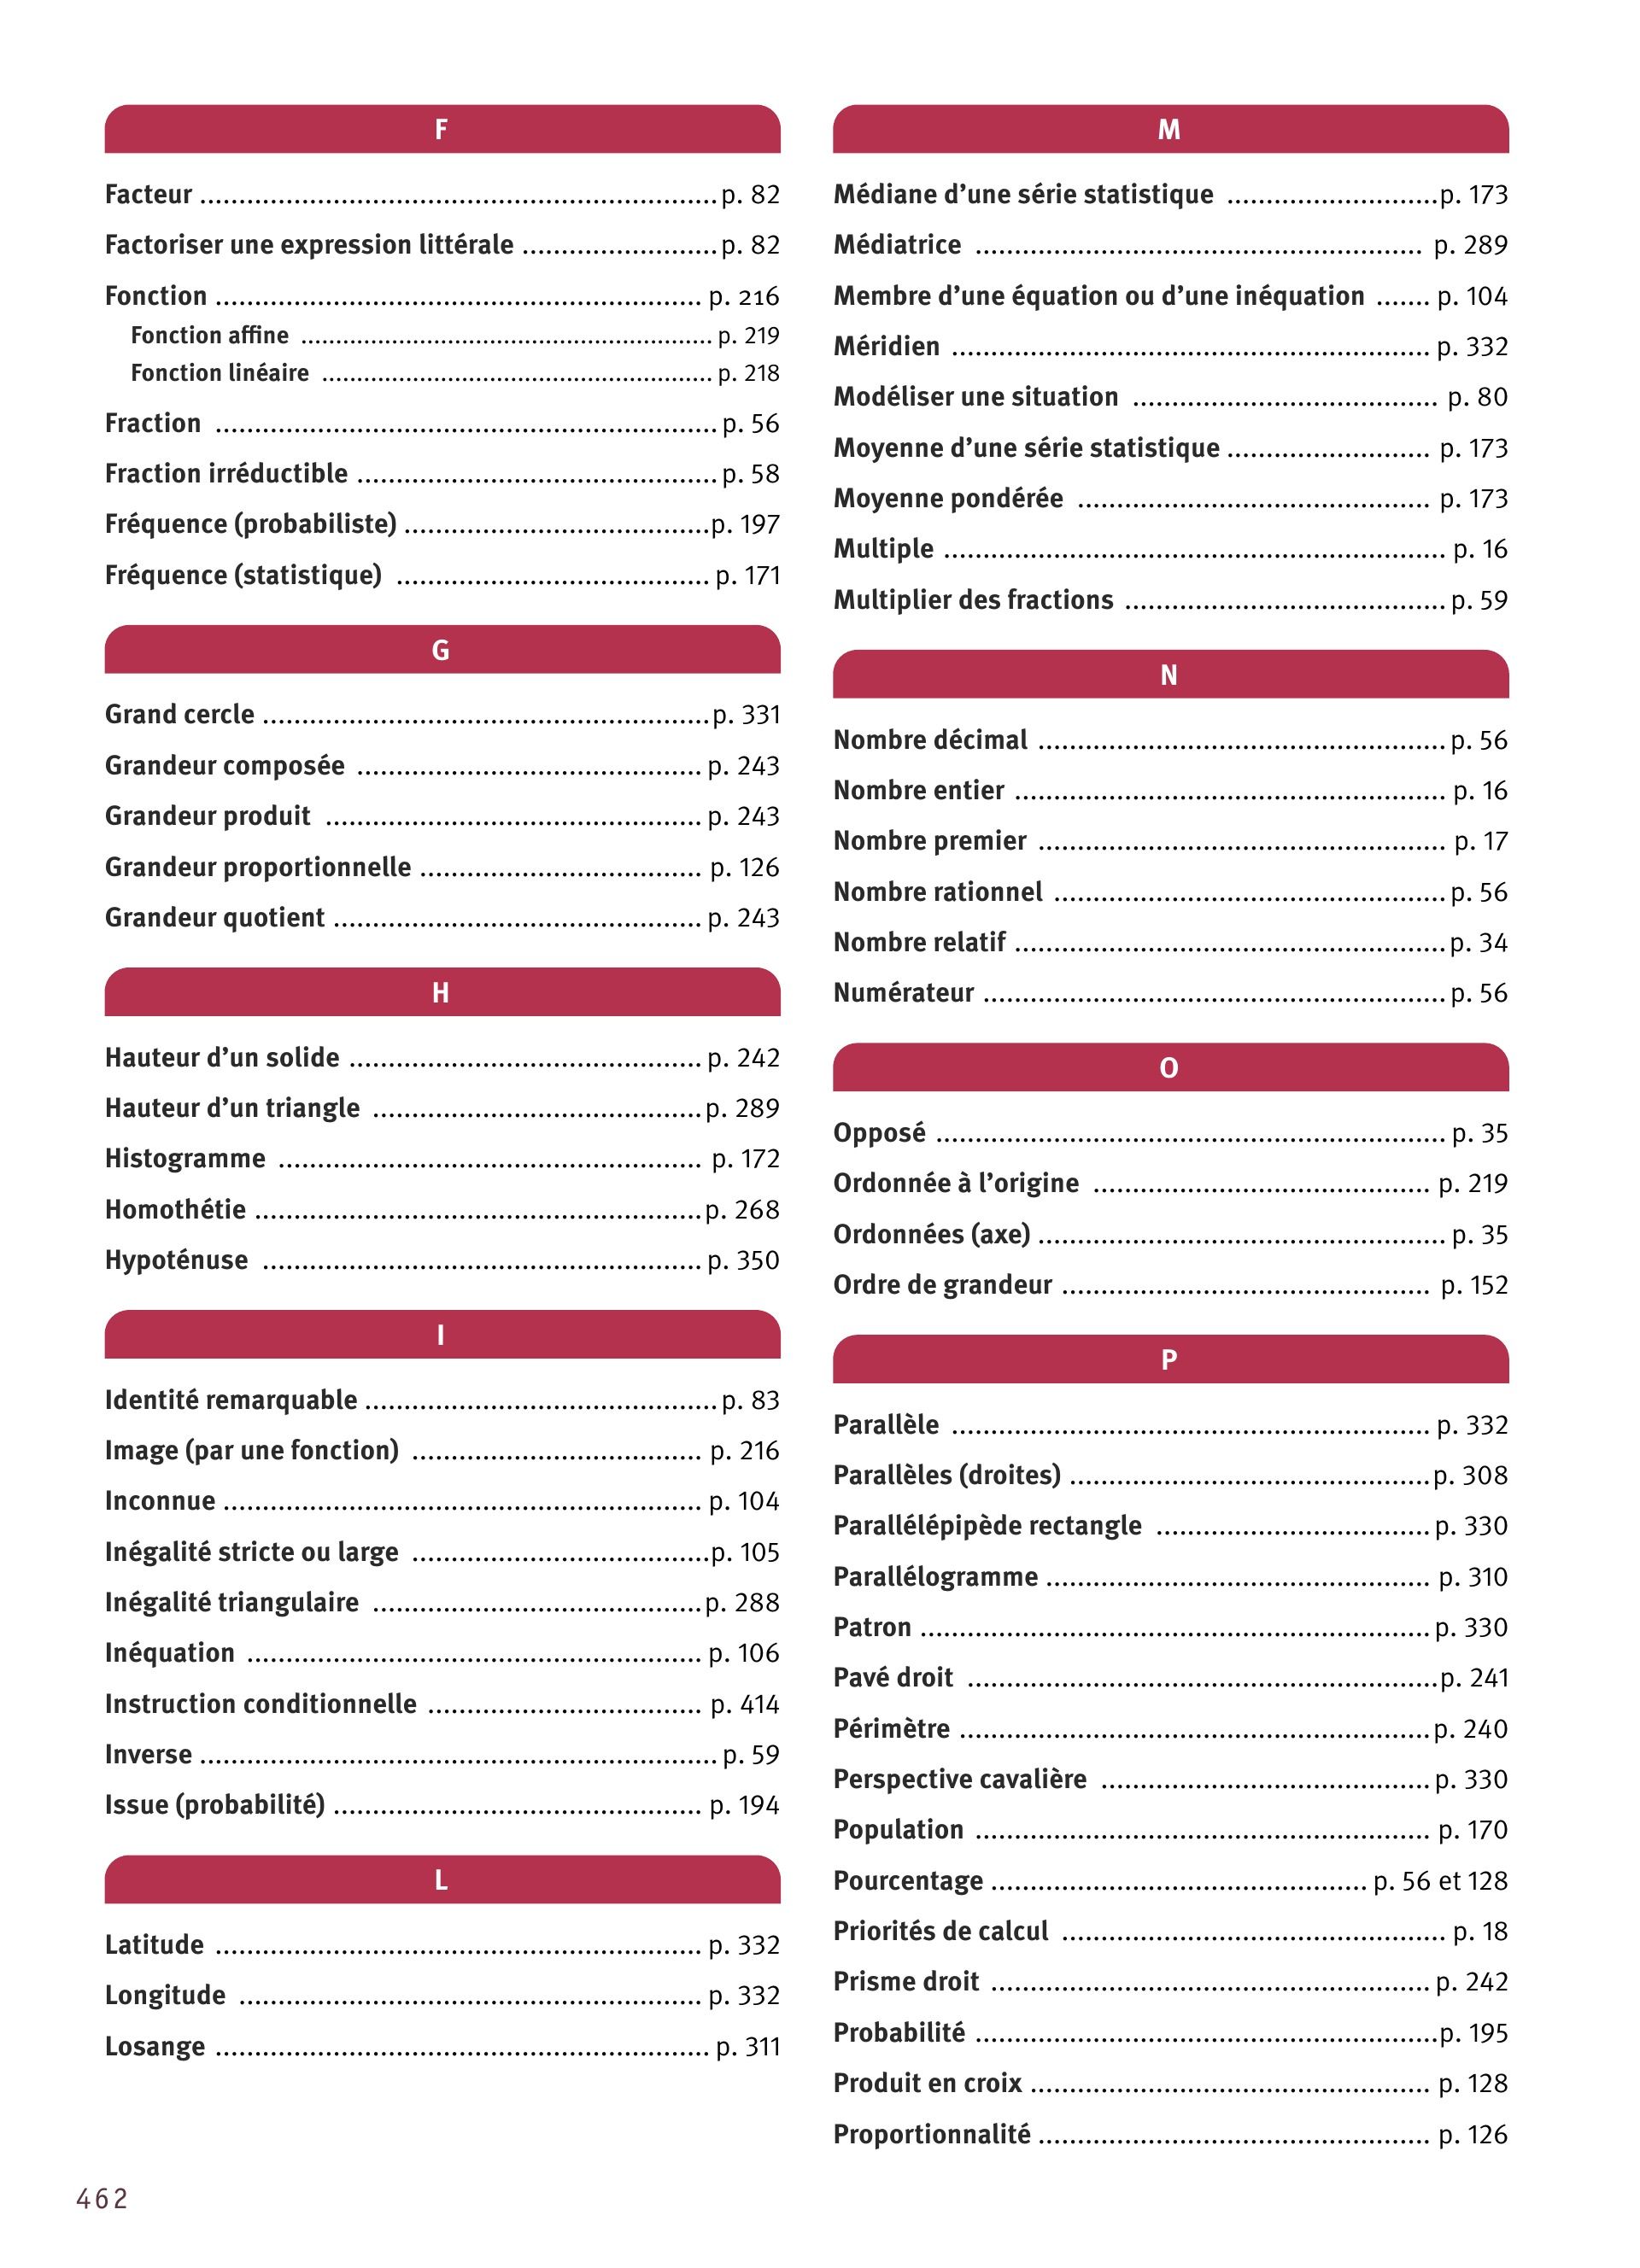 F
Facteur .................................................................. p. 82
Factoriser une expression littérale ......................... p. 82
Fonction .............................................................. p. 216
Fonction affine ........................................................... p. 219
Fonction linéaire ........................................................ p. 218
Fraction ................................................................ p. 56
Fraction irréductible .............................................. p. 58
Fréquence (probabiliste) ....................................... p. 197
Fréquence (statistique) ........................................ p. 171
G
Grand cercle ......................................................... p. 331
Grandeur composée ............................................ p. 243
Grandeur produit ................................................ p. 243
Grandeur proportionnelle .................................... p. 126
Grandeur quotient ............................................... p. 243
H
Hauteur d’un solide ............................................. p. 242
Hauteur d’un triangle .......................................... p. 289
Histogramme ...................................................... p. 172
Homothétie ......................................................... p. 268
Hypoténuse ........................................................ p. 350
I
Identité remarquable ............................................. p. 83
Image (par une fonction) ..................................... p. 216
Inconnue ............................................................. p. 104
Inégalité stricte ou large ...................................... p. 105
Inégalité triangulaire .......................................... p. 288
Inéquation .......................................................... p. 106
Instruction conditionnelle ................................... p. 414
Inverse .................................................................. p. 59
Issue (probabilité) ............................................... p. 194
L
Latitude .............................................................. p. 332
Longitude ........................................................... p. 332
Losange ............................................................... p. 311
M
Médiane d’une série statistique ........................... p. 173
Médiatrice ......................................................... p. 289
Membre d’une équation ou d’une inéquation ....... p. 104
Méridien ............................................................. p. 332
Modéliser une situation ....................................... p. 80
Moyenne d’une série statistique .......................... p. 173
Moyenne pondérée ............................................. p. 173
Multiple ................................................................ p. 16
Multiplier des fractions ......................................... p. 59
N
Nombre décimal .................................................... p. 56
Nombre entier ....................................................... p. 16
Nombre premier .................................................... p. 17
Nombre rationnel .................................................. p. 56
Nombre relatif ....................................................... p. 34
Numérateur ........................................................... p. 56
O
Opposé ................................................................. p. 35
Ordonnée à l’origine ........................................... p. 219
Ordonnées (axe) .................................................... p. 35
Ordre de grandeur ............................................... p. 152
P
Parallèle ............................................................. p. 332
Parallèles (droites) .............................................. p. 308
Parallélépipède rectangle ................................... p. 330
Parallélogramme ................................................. p. 310
Patron ................................................................. p. 330
Pavé droit ............................................................ p. 241
Périmètre ............................................................ p. 240
Perspective cavalière .......................................... p. 330
Population .......................................................... p. 170
Pourcentage ................................................ p. 56 et 128
Priorités de calcul ................................................. p. 18
Prisme droit ........................................................ p. 242
Probabilité ........................................................... p. 195
Produit en croix ................................................... p. 128
Proportionnalité .................................................. p. 126
462